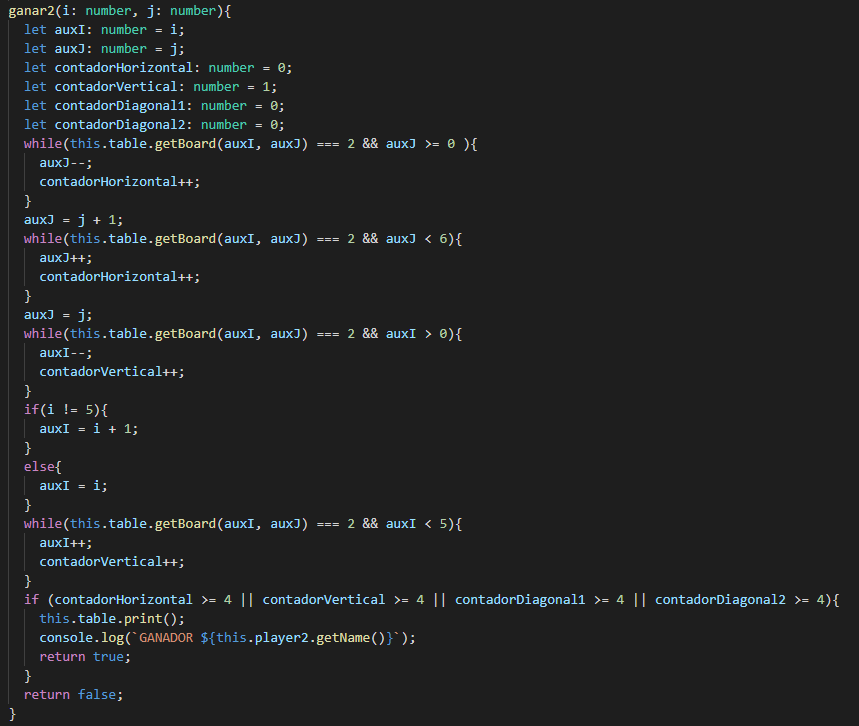 ganar2(i: number, j: number){
let auxI: number = i;
let auxJ: number = j;
let contadorHorizontal: number = 0;
let contadorVertical: number = 1;
let contadorDiagonal1: number = 0;
let contadorDiagonal2: number = 0;
while(this.table.getBoard(auxI, auxJ) === 2 && auxJ >= 0 ){
auxJ--;
contadorHorizontal++;
}
auxJ = j + 1;
while(this.table.getBoard(auxI, auxJ) === 2 && auxJ < 6){
auxJ++;
contadorHorizontal++;
}
auxJ = j;
while(this.table.getBoard(auxI, auxJ) === 2 && auxI > 0){
auxI--;
contadorVertical++;
}
if(i != 5){
auxI = i + 1;
}
else{
auxI = i;
}
while(this.table.getBoard(auxI, auxJ) === 2 && auxI < 5){
auxI++;
contadorVertical++;
}
if (contadorHorizontal >= 4 || contadorVertical >= 4 || contadorDiagonal1 >= 4 || contadorDiagonal2 >= 4){
this.table.print();
console.log(`GANADOR ${this.player2.getName()}`);
return true;
}
return false;
}